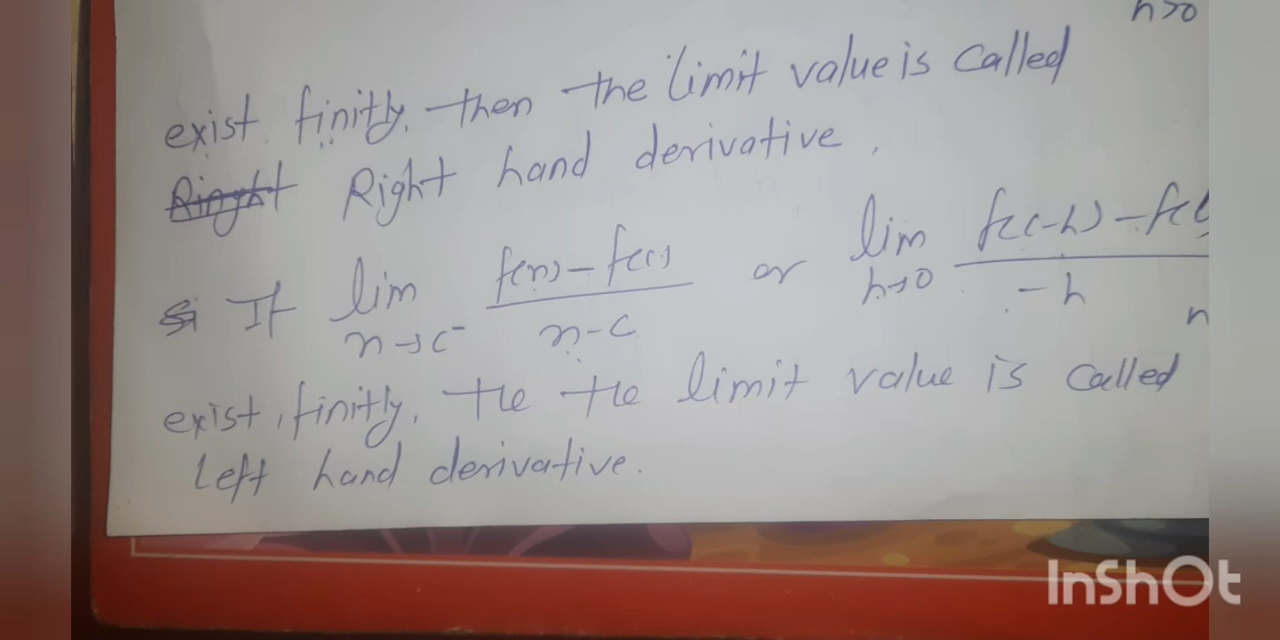 h>0
exist finitly, then the limit value is called
Right hand derivative.
If lim x→c⁻ f(x)-f(c) / x-c or lim h→0 f(c-h)-f(c / -h
exist, finitly, the the limit value is called
Left hand derivative.
InShOt